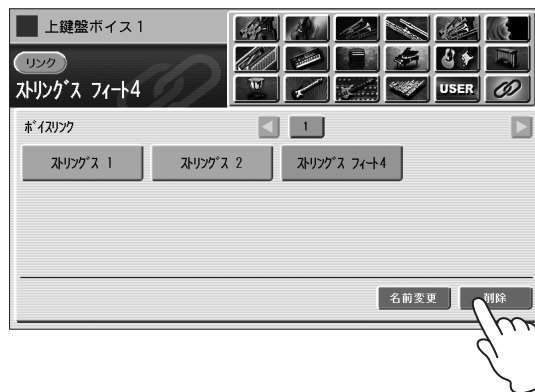 上鍵盤ボイス1
リンク
ストリングス フィート4
USER
ボイスリンク
1
ストリングス 1 ストリングス 2 ストリングス フィート4
名前変更 削除